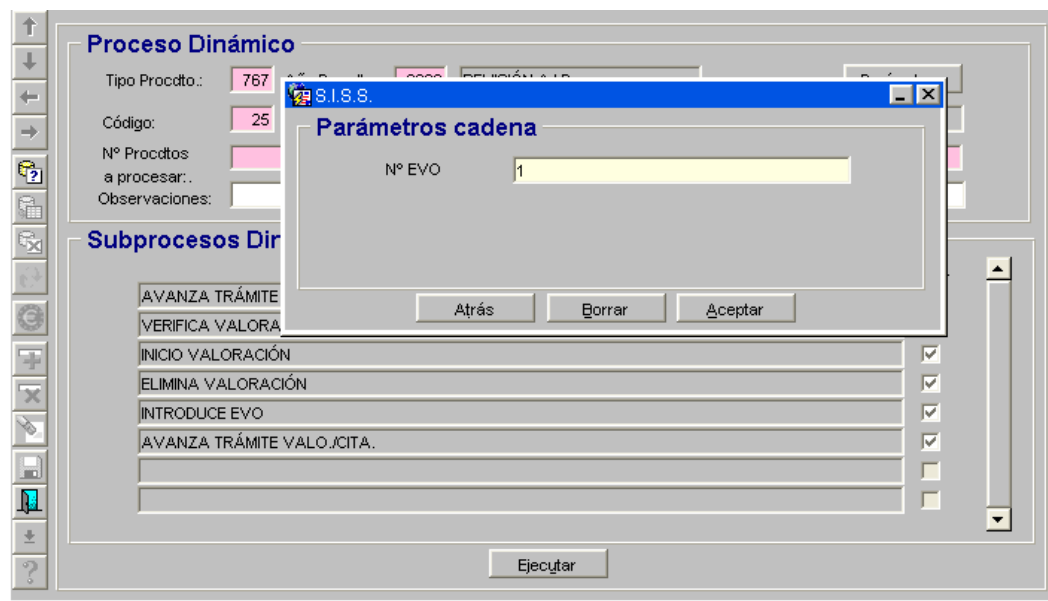 Proceso Dinámico
Tipo Procdto.: 767
S.I.S.S.
Código: 25
Parámetros cadena
Nº Procdtos
a procesar:.
Nº EVO 1
Observaciones:
Subprocesos Dir
Atrás Borrar Aceptar
AVANZA TRÁMITE
VERIFICA VALORA
INICIO VALORACIÓN
ELIMINA VALORACIÓN
INTRODUCE EVO
AVANZA TRÁMITE VALO./CITA.
Ejecutar